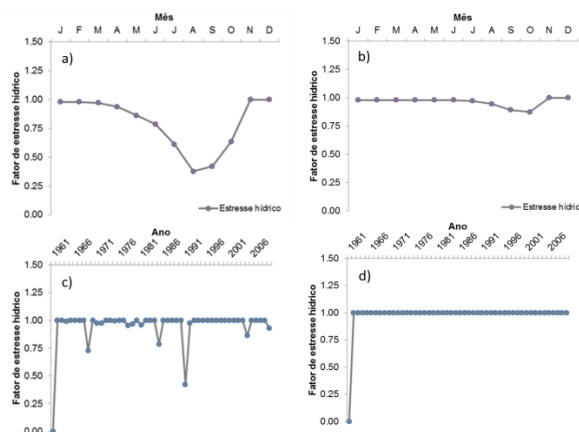 Mês
J F M A M J J A S O N D
Fator de estresse hídrico
1.50
1.25
1.00
0.75
0.50
0.25
0.00
a)
Estresse hídrico
Mês
J F M A M J J A S O N D
Fator de estresse hídrico
1.50
1.25
1.00
0.75
0.50
0.25
0.00
b)
Estresse hídrico
Ano
1961 1966 1971 1976 1981 1986 1991 1996 2001 2006
Fator de estresse hídrico
1.50
1.25
1.00
0.75
0.50
0.25
0.00
c)
Ano
1961 1966 1971 1976 1981 1986 1991 1996 2001 2006
Fator de estresse hídrico
1.50
1.25
1.00
0.75
0.50
0.25
0.00
d)